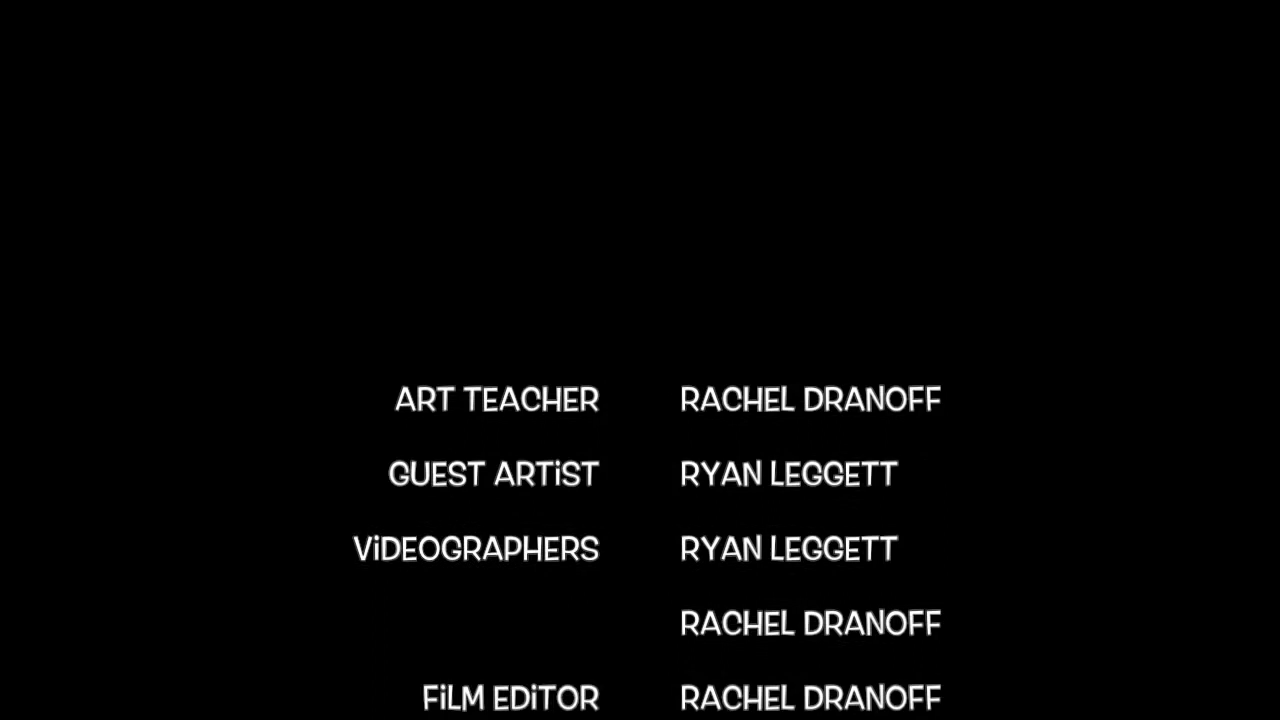 ART TEACHER RACHEL DRANOFF
GUEST ARTiST RYAN LEGGETT
ViDEOGRAPHERS RYAN LEGGETT
RACHEL DRANOFF
FiLM EDiTOR RACHEL DRANOFF